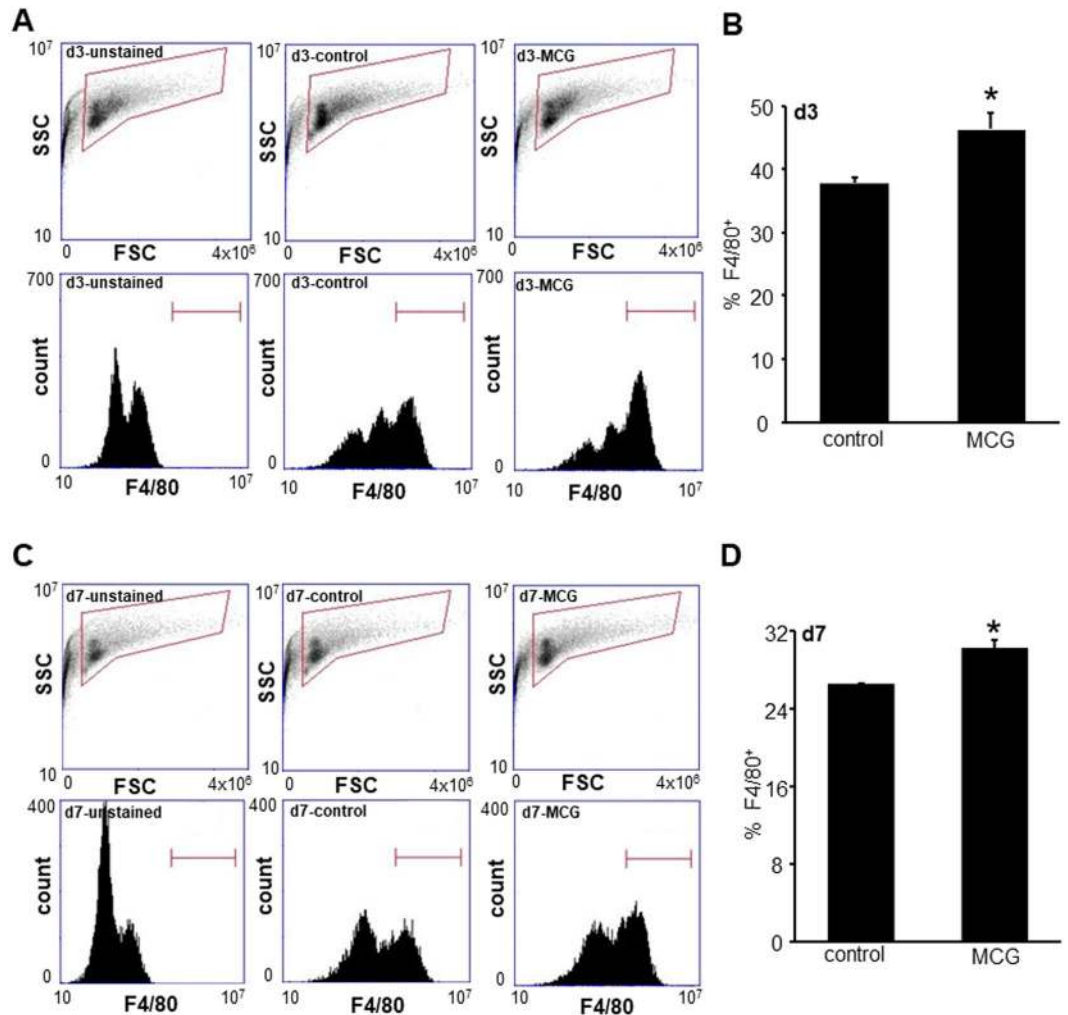 A
10⁷
d3-unstained
SSC
10
0
FSC
4x10⁶
d3-control
SSC
0
FSC
4x10⁶
10⁷
d3-MCG
SSC
10
0
FSC
4x10⁶
700
d3-unstained
count
0
10
F4/80
10⁷
700
d3-control
count
0
10
F4/80
10⁷
700
d3-MCG
count
0
10
F4/80
10⁷
B
d3
50
40
30
20
10
0
% F4/80⁺
*
control
MCG
C
10⁷
d7-unstained
SSC
10
0
FSC
4x10⁶
10⁷
d7-control
SSC
10
0
FSC
4x10⁶
10⁷
d7-MCG
SSC
10
0
FSC
4x10⁶
400
d7-unstained
count
0
10
F4/80
10⁷
400
d7-control
count
0
10
F4/80
10⁷
400
d7-MCG
count
0
10
F4/80
10⁷
D
d7
32
24
16
8
0
% F4/80⁺
*
control
MCG